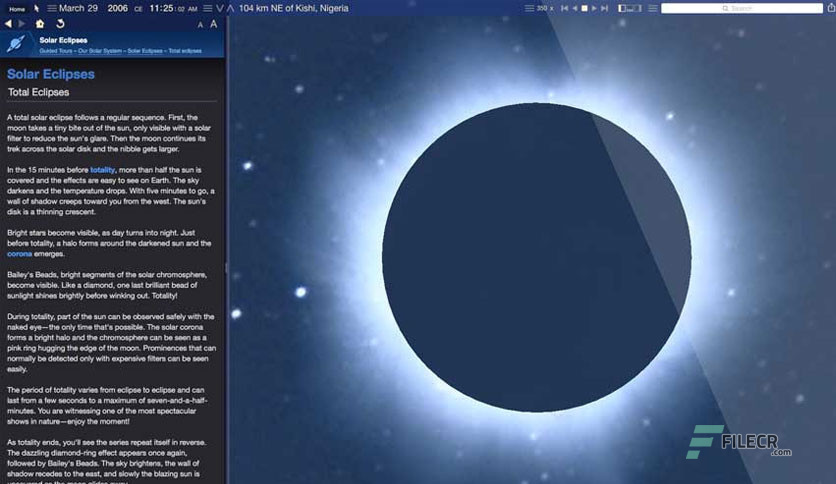 Home March 29 2006 CE 11:25:02 AM 104 km NE of Kishi, Nigeria 350 x Search
A A
Solar Eclipses
Guided Tours – Our Solar System – Solar Eclipses – Total eclipses
Solar Eclipses
Total Eclipses
A total solar eclipse follows a regular sequence. First, the
moon takes a tiny bite out of the sun, only visible with a solar
filter to reduce the sun's glare. Then the moon continues its
trek across the solar disk and the nibble gets larger.
In the 15 minutes before totality, more than half the sun is
covered and the effects are easy to see on Earth. The sky
darkens and the temperature drops. With five minutes to go, a
wall of shadow creeps toward you from the west. The sun's
disk is a thinning crescent.
Bright stars become visible, as day turns into night. Just
before totality, a halo forms around the darkened sun and the
corona emerges.
Bailey's Beads, bright segments of the solar chromosphere,
become visible. Like a diamond, one last brilliant bead of
sunlight shines brightly before winking out. Totality!
During totality, part of the sun can be observed safely with the
naked eye—the only time that's possible. The solar corona
forms a bright halo and the chromosphere can be seen as a
pink ring hugging the edge of the moon. Prominences that can
normally be detected only with expensive filters can be seen
easily.
The period of totality varies from eclipse to eclipse and can
last from a few seconds to a maximum of seven-and-a-half-
minutes. You are witnessing one of the most spectacular
shows in nature—enjoy the moment!
As totality ends, you'll see the series repeat itself in reverse.
The dazzling diamond-ring effect appears once again,
followed by Bailey's Beads. The sky brightens, the wall of
shadow recedes to the east, and slowly the blazing sun is
FILECR
.com